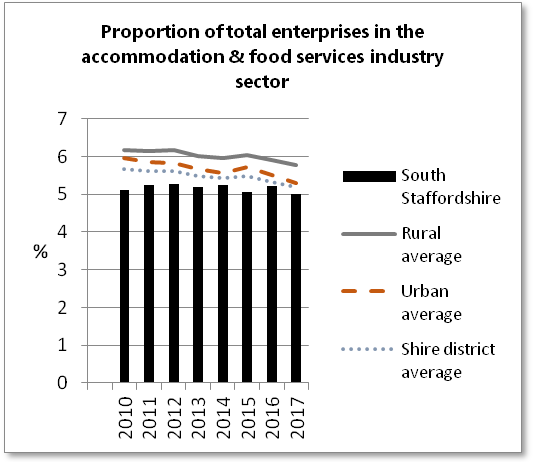 Proportion of total enterprises in the
accommodation & food services industry
sector
7
6
5
4
3
2
1
0
%
2010
2011
2012
2013
2014
2015
2016
2017
South
Staffordshire
Rural
average
Urban
average
Shire district
average